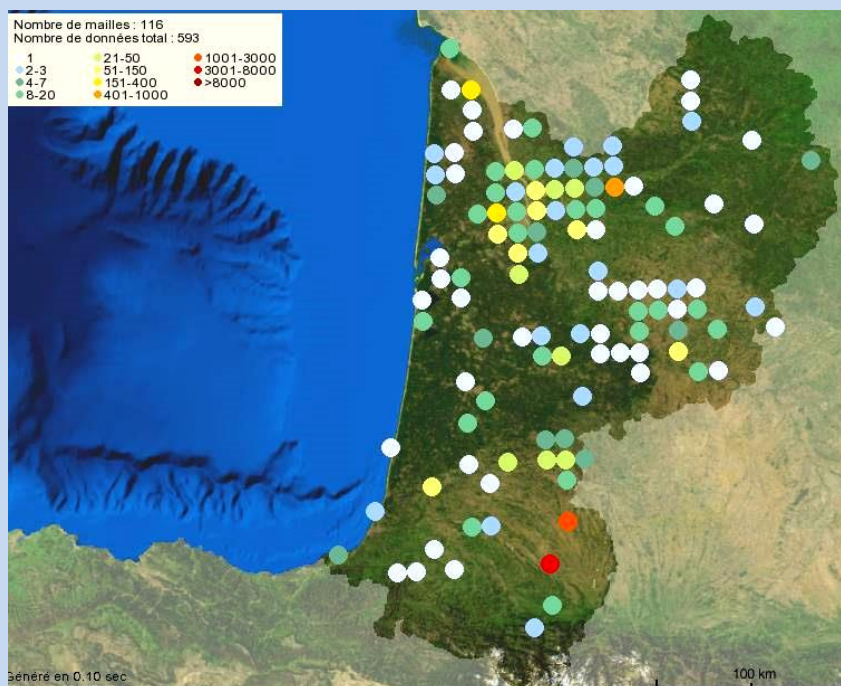 Nombre de mailles : 116
Nombre de données total : 593
1
2-3
4-7
8-20
21-50
51-150
151-400
401-1000
1001-3000
3001-8000
>8000
Généré en 0.10 sec
100 km